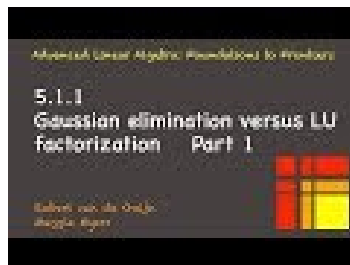 Advanced Linear Algebra: Foundations to Frontiers
5.1.1
Gaussian elimination versus LU
factorization Part 1
Robert van de Geijn
Maggie Myers